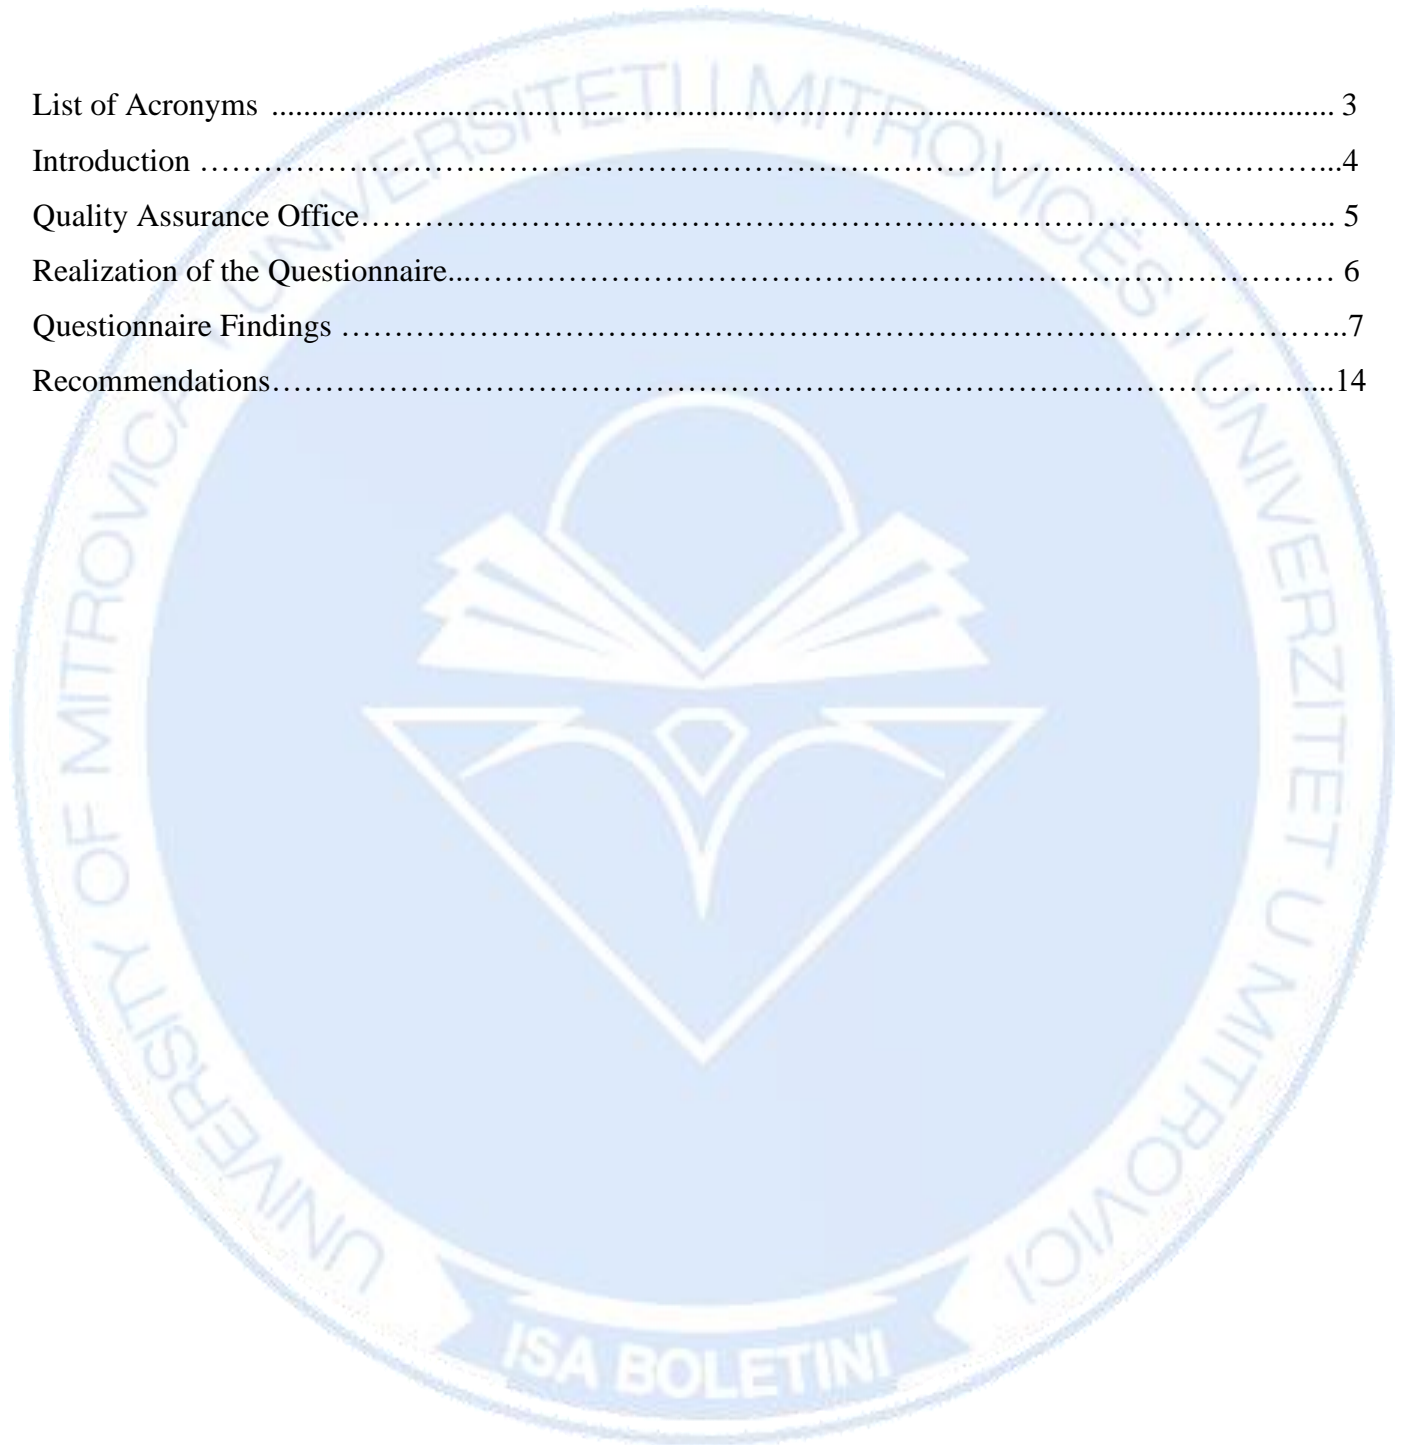 List of Acronyms ........................................................................................................................ 3
Introduction ……………………………………………………………………………………………...4
Quality Assurance Office……………………………………………………………………………….. 5
Realization of the Questionnaire...……………………………………………………………………… 6
Questionnaire Findings ………………………………………………………………………………..7
Recommendations…………………………………………………………………………………….....14
UNIVERSITY OF MITROVICA | UNIVERSITETI I MITROVICËS | UNIVERZITET U MITROVICI
ISA BOLETINI